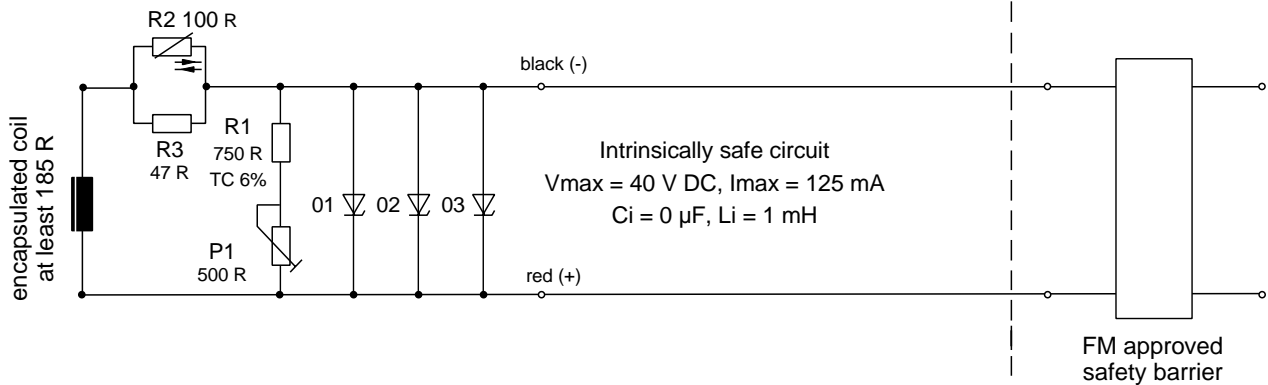 R2 100 R
black (-)
encapsulated coil
at least 185 R
R3
47 R
R1
750 R
TC 6%
Intrinsically safe circuit
Vmax = 40 V DC, Imax = 125 mA
Ci = 0 µF, Li = 1 mH
01
02
03
P1
500 R
red (+)
FM approved
safety barrier